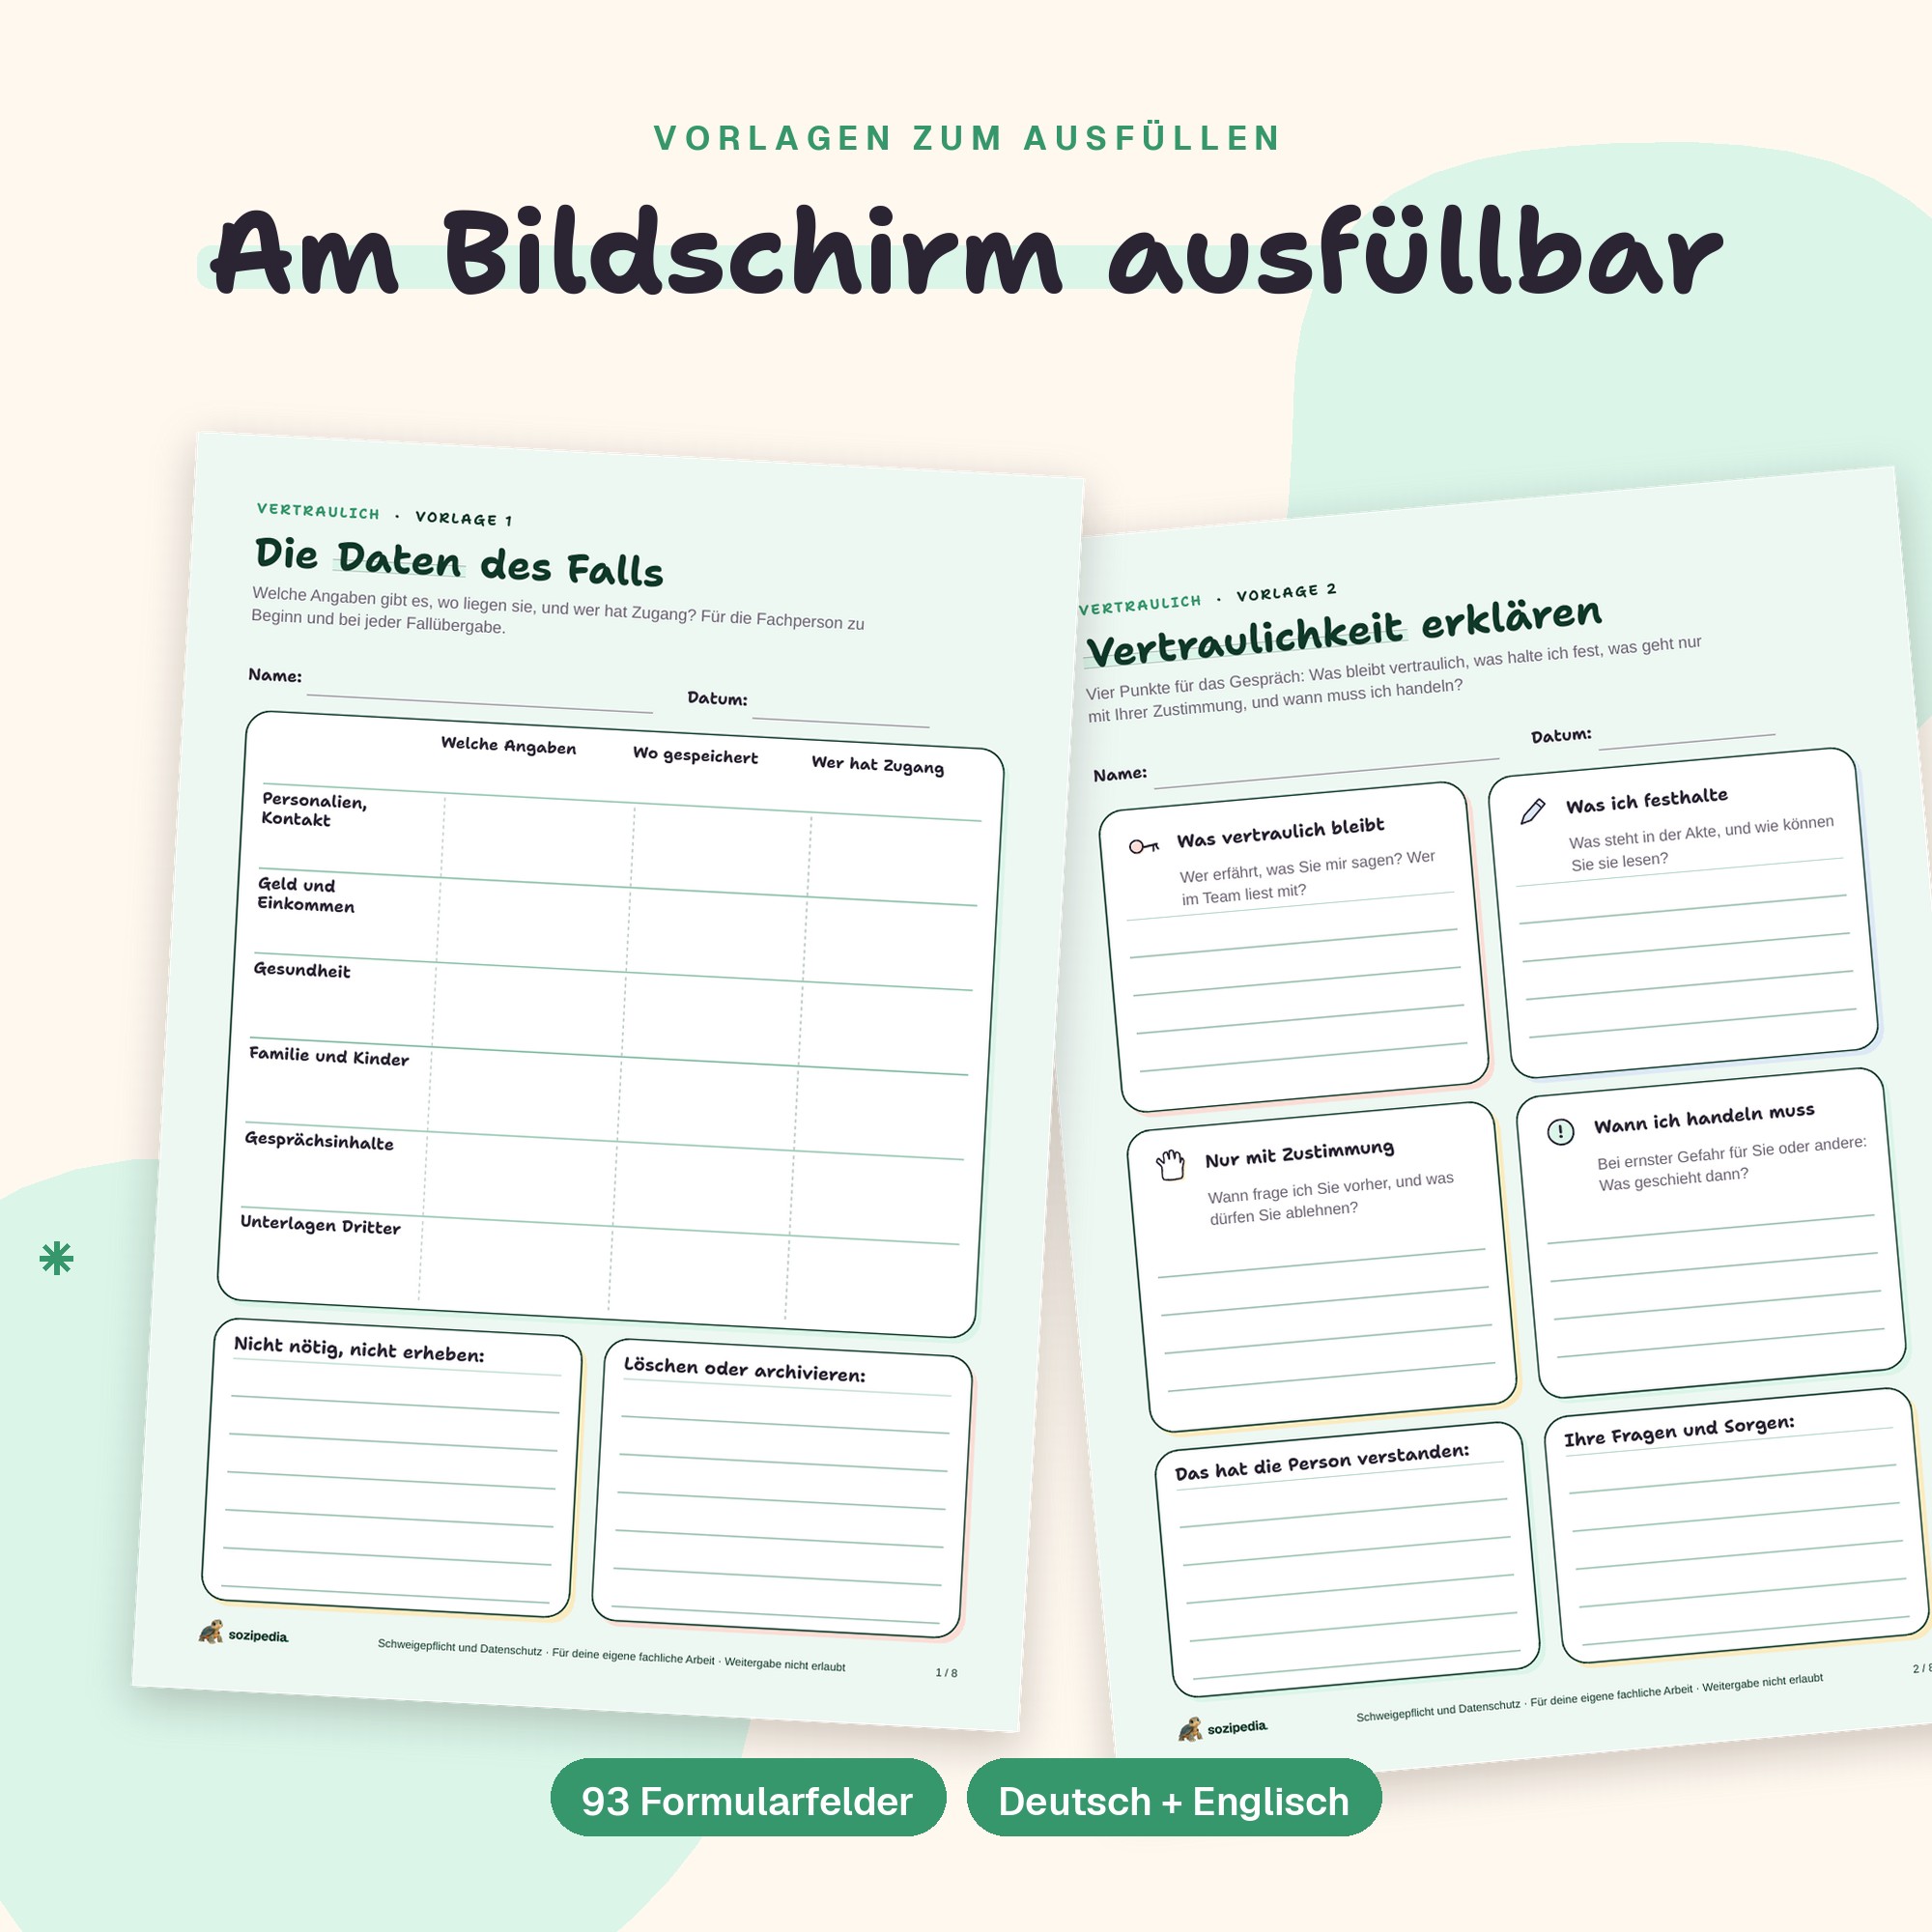 VORLAGEN ZUM AUSFÜLLEN
Am Bildschirm ausfüllbar
VERTRAULICH · VORLAGE 1
Die Daten des Falls
Welche Angaben gibt es, wo liegen sie, und wer hat Zugang? Für die Fachperson zu
Beginn und bei jeder Fallübergabe.
Name:
Datum:
Welche Angaben
Wo gespeichert
Wer hat Zugang
Personalien,
Kontakt
Geld und
Einkommen
Gesundheit
Familie und Kinder
Gesprächsinhalte
Unterlagen Dritter
Nicht nötig, nicht erheben:
Löschen oder archivieren:
sozipedia.
Schweigepflicht und Datenschutz · Für deine eigene fachliche Arbeit · Weitergabe nicht erlaubt
1 / 8
VERTRAULICH · VORLAGE 2
Vertraulichkeit erklären
Vier Punkte für das Gespräch: Was bleibt vertraulich, was halte ich fest, was geht nur
mit Ihrer Zustimmung, und wann muss ich handeln?
Name:
Datum:
Was vertraulich bleibt
Wer erfährt, was Sie mir sagen? Wer
im Team liest mit?
Was ich festhalte
Was steht in der Akte, und wie können
Sie sie lesen?
Nur mit Zustimmung
Wann frage ich Sie vorher, und was
dürfen Sie ablehnen?
Wann ich handeln muss
Bei ernster Gefahr für Sie oder andere:
Was geschieht dann?
Das hat die Person verstanden:
Ihre Fragen und Sorgen:
sozipedia.
Schweigepflicht und Datenschutz · Für deine eigene fachliche Arbeit · Weitergabe nicht erlaubt
2 / 8
93 Formularfelder
Deutsch + Englisch